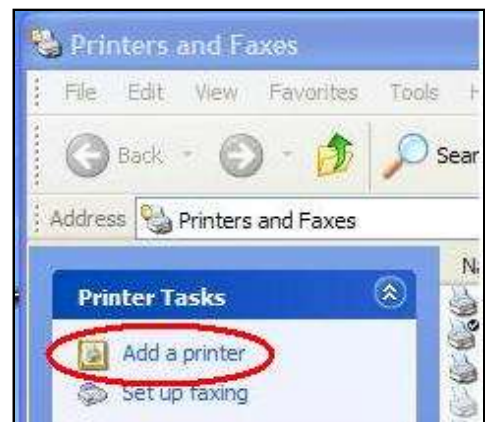 Printers and Faxes
File Edit View Favorites Tools
Back
Address Printers and Faxes
Printer Tasks
Add a printer
Set up faxing